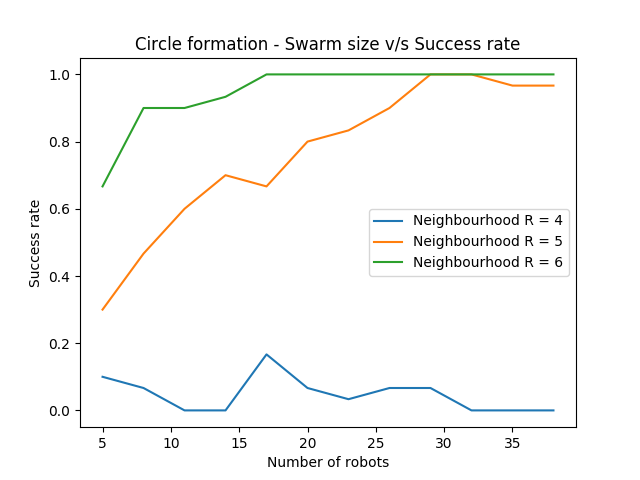 Circle formation - Swarm size v/s Success rate
1.0
0.8
0.6
0.4
0.2
0.0
Success rate
Neighbourhood R = 4
Neighbourhood R = 5
Neighbourhood R = 6
5 10 15 20 25 30 35
Number of robots